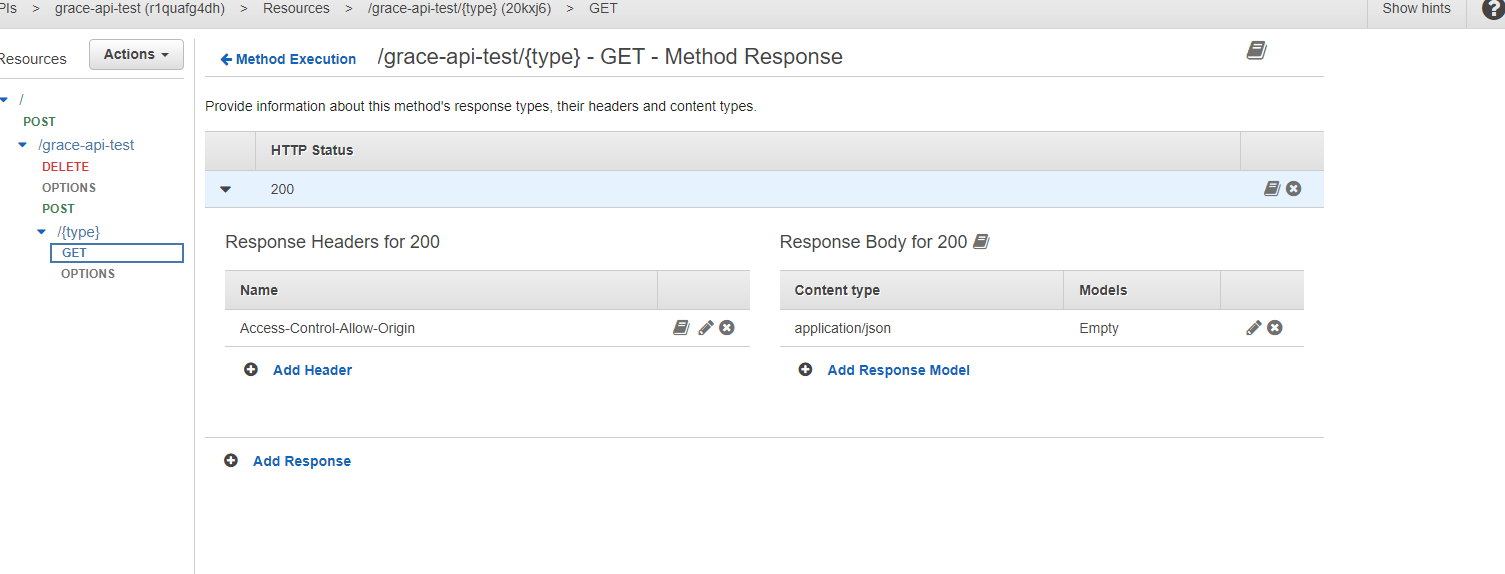 PIs > grace-api-test (r1quafg4dh) > Resources > /grace-api-test/{type} (20kxj6) > GET Show hints ?
Resources Actions
Method Execution /grace-api-test/{type} - GET - Method Response
/
POST
/grace-api-test
DELETE
OPTIONS
POST
/{type}
GET
OPTIONS
Provide information about this method's response types, their headers and content types.
HTTP Status
200
Response Headers for 200
Name
Access-Control-Allow-Origin
Add Header
Response Body for 200
Content type Models
application/json Empty
Add Response Model
Add Response